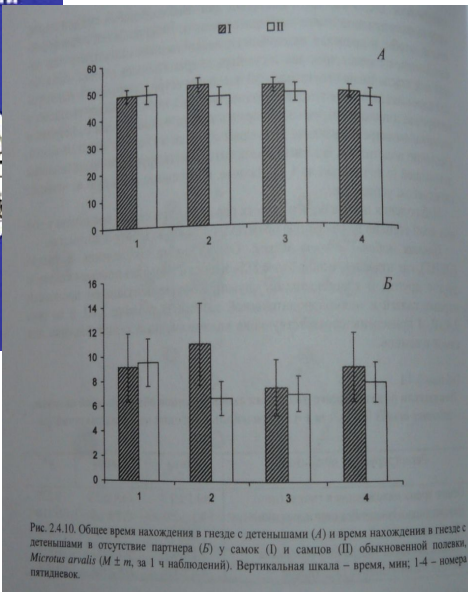 I II
А
60
50
40
30
20
10
0
1 2 3 4
Б
16
14
12
10
8
6
4
2
0
1 2 3 4
Рис. 2.4.10. Общее время нахождения в гнезде с детенышами (А) и время нахождения в гнезде с
детенышами в отсутствие партнера (Б) у самок (I) и самцов (II) обыкновенной полевки,
Microtus arvalis (M ± m, за 1 ч наблюдений). Вертикальная шкала – время, мин; 1-4 – номера
пятидневок.